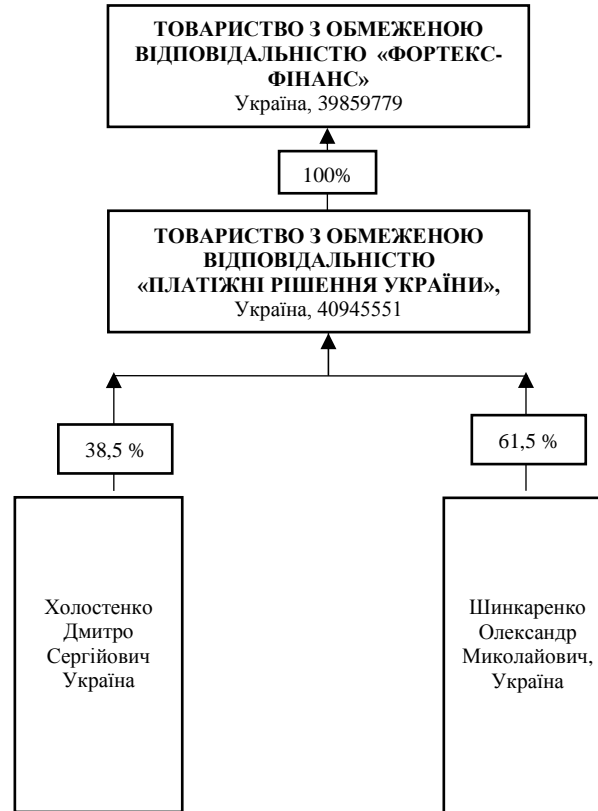 ТОВАРИСТВО З ОБМЕЖЕНОЮ
ВІДПОВІДАЛЬНІСТЮ «ФОРТЕКС-
ФІНАНС»
Україна, 39859779
100%
ТОВАРИСТВО З ОБМЕЖЕНОЮ
ВІДПОВІДАЛЬНІСТЮ
«ПЛАТІЖНІ РІШЕННЯ УКРАЇНИ»,
Україна, 40945551
38,5 %
61,5 %
Холостенко
Дмитро
Сергійович
Україна
Шинкаренко
Олександр
Миколайович,
Україна